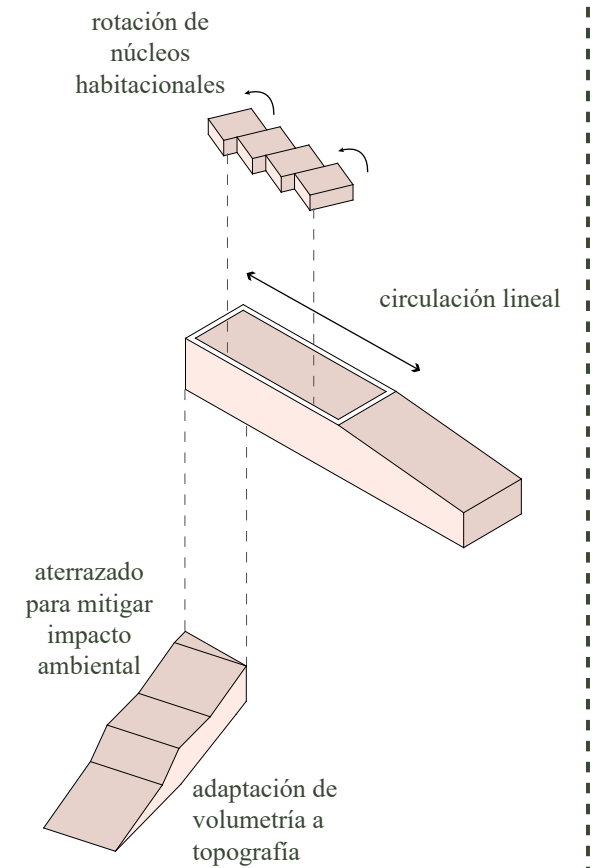 rotación de
núcleos
habitacionales
circulación lineal
aterrazado
para mitigar
impacto
ambiental
adaptación de
volumetría a
topografía